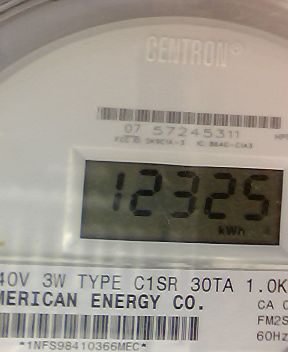 CENTRON®
07 57245311
12325
kWh
40V 3W TYPE C1SR 30TA 1.0K
MERICAN ENERGY CO.
CA 0
FM2S
60Hz
*1NFS98410366MEC*